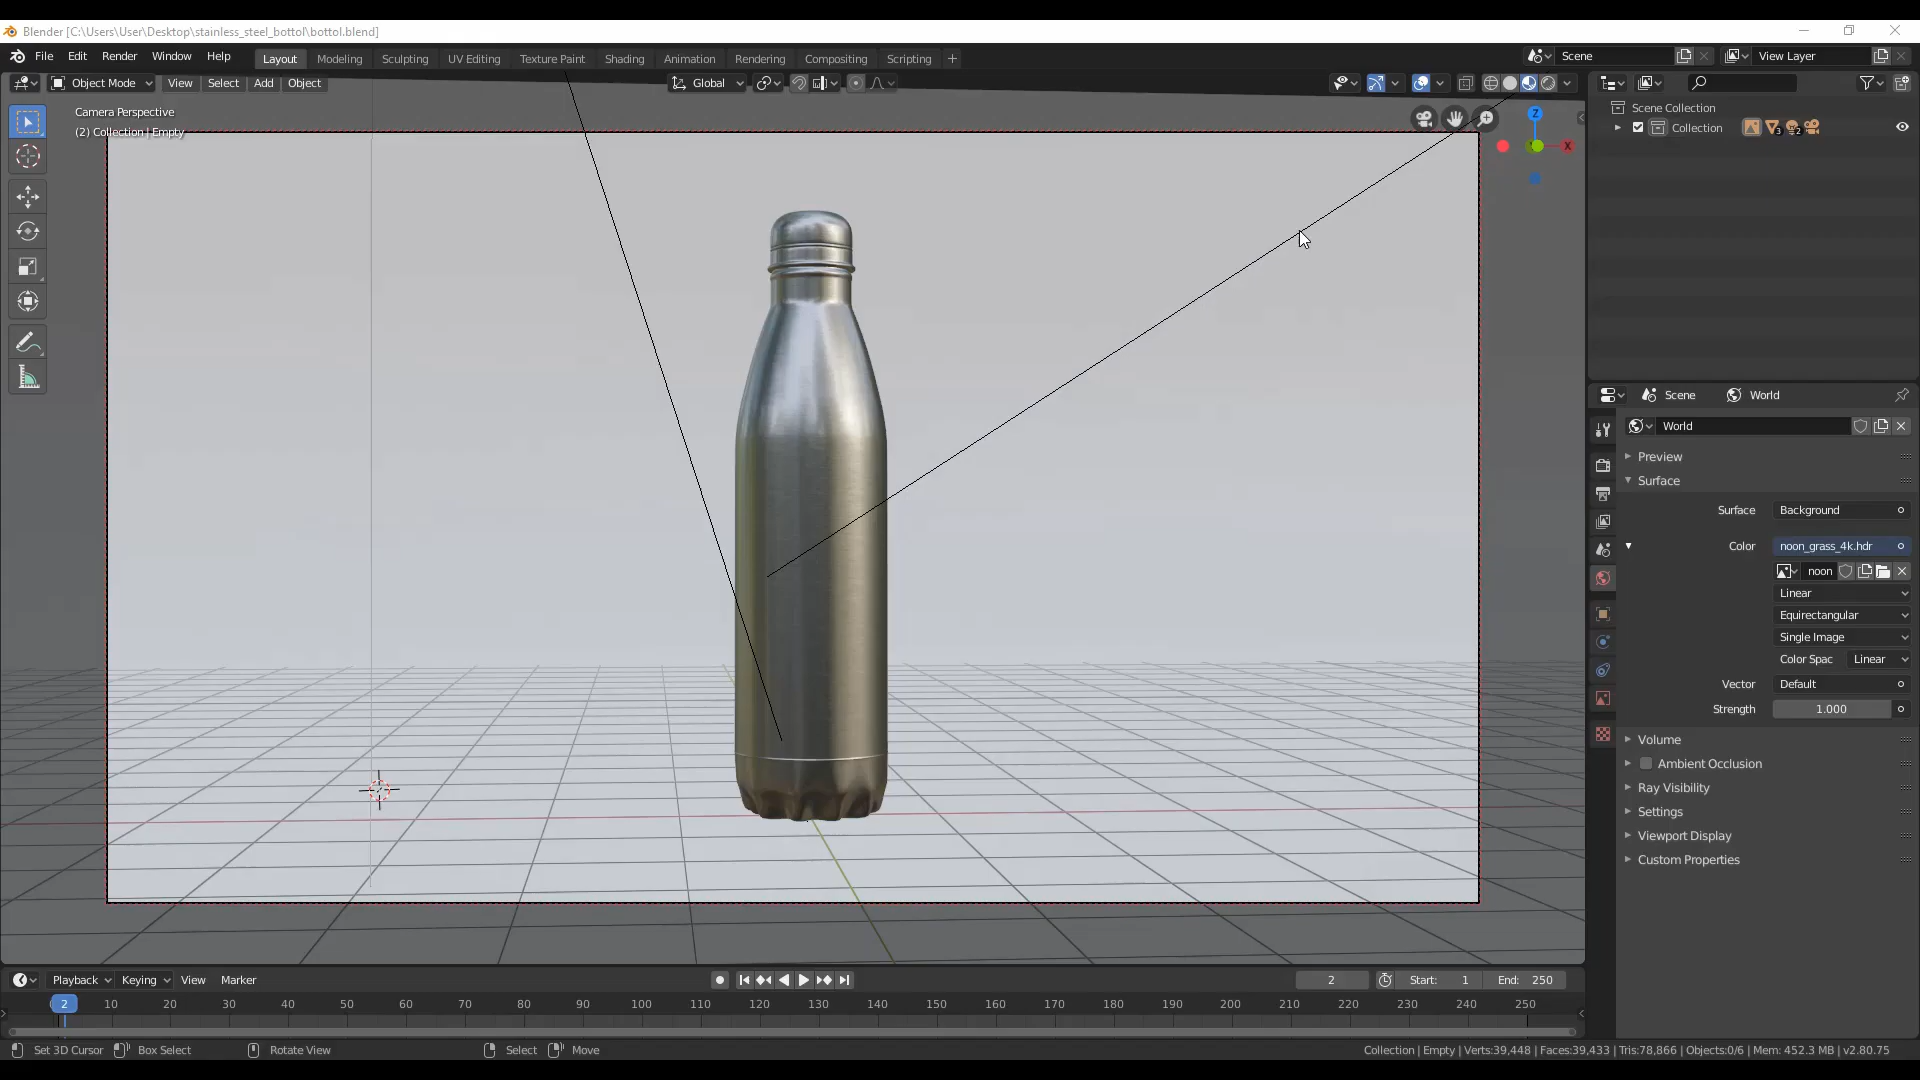 Blender [C:\Users\User\Desktop\stainless_steel_bottol\bottol.blend]
File Edit Render Window Help Layout Modeling Sculpting UV Editing Texture Paint Shading Animation Rendering Compositing Scripting + Scene View Layer
Object Mode View Select Add Object Global
Camera Perspective
(2) Collection | Empty
Z
X
Scene Collection
Collection
3
2
Scene World
World
Preview
Surface
Surface Background
Color noon_grass_4k.hdr
noon
Linear
Equirectangular
Single Image
Color Spac Linear
Vector Default
Strength 1.000
Volume
Ambient Occlusion
Ray Visibility
Settings
Viewport Display
Custom Properties
Playback Keying View Marker 2 Start: 1 End: 250
2 10 20 30 40 50 60 70 80 90 100 110 120 130 140 150 160 170 180 190 200 210 220 230 240 250
Set 3D Cursor Box Select Rotate View Select Move Collection | Empty | Verts:39,448 | Faces:39,433 | Tris:78,866 | Objects:0/6 | Mem: 452.3 MB | v2.80.75